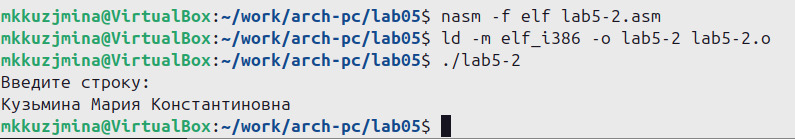 mkkuzjmina@VirtualBox:~/work/arch-pc/lab05$ nasm -f elf lab5-2.asm
mkkuzjmina@VirtualBox:~/work/arch-pc/lab05$ ld -m elf_i386 -o lab5-2 lab5-2.o
mkkuzjmina@VirtualBox:~/work/arch-pc/lab05$ ./lab5-2
Введите строку:
Кузьмина Мария Константиновна
mkkuzjmina@VirtualBox:~/work/arch-pc/lab05$